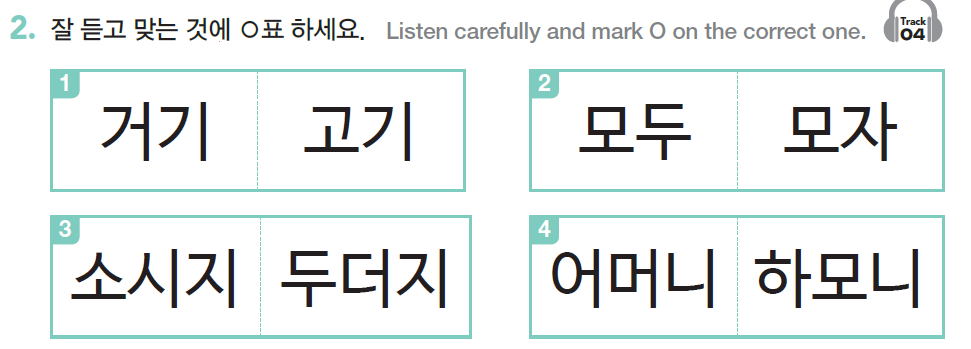 2. 잘 듣고 맞는 것에 O표 하세요. Listen carefully and mark O on the correct one. Track 04
1 거기 고기
2 모두 모자
3 소시지 두더지
4 어머니 하모니